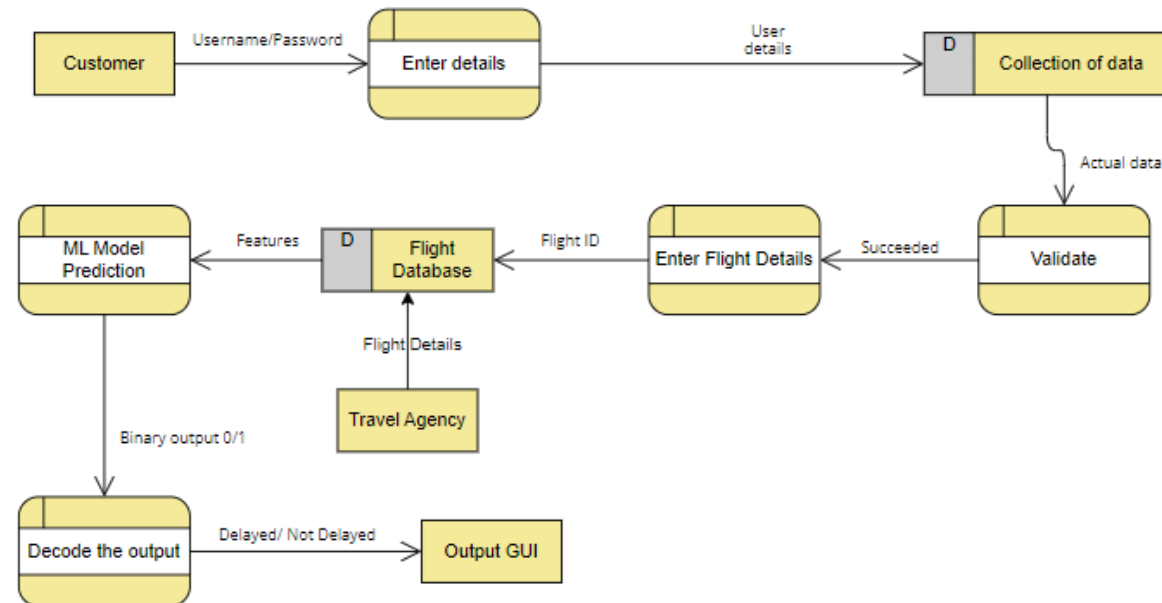 Customer
Username/Password
Enter details
User
details
D
Collection of data
Actual data
ML Model
Prediction
Features
D
Flight
Database
Flight ID
Enter Flight Details
Succeeded
Validate
Flight Details
Travel Agency
Binary output 0/1
Decode the output
Delayed/ Not Delayed
Output GUI